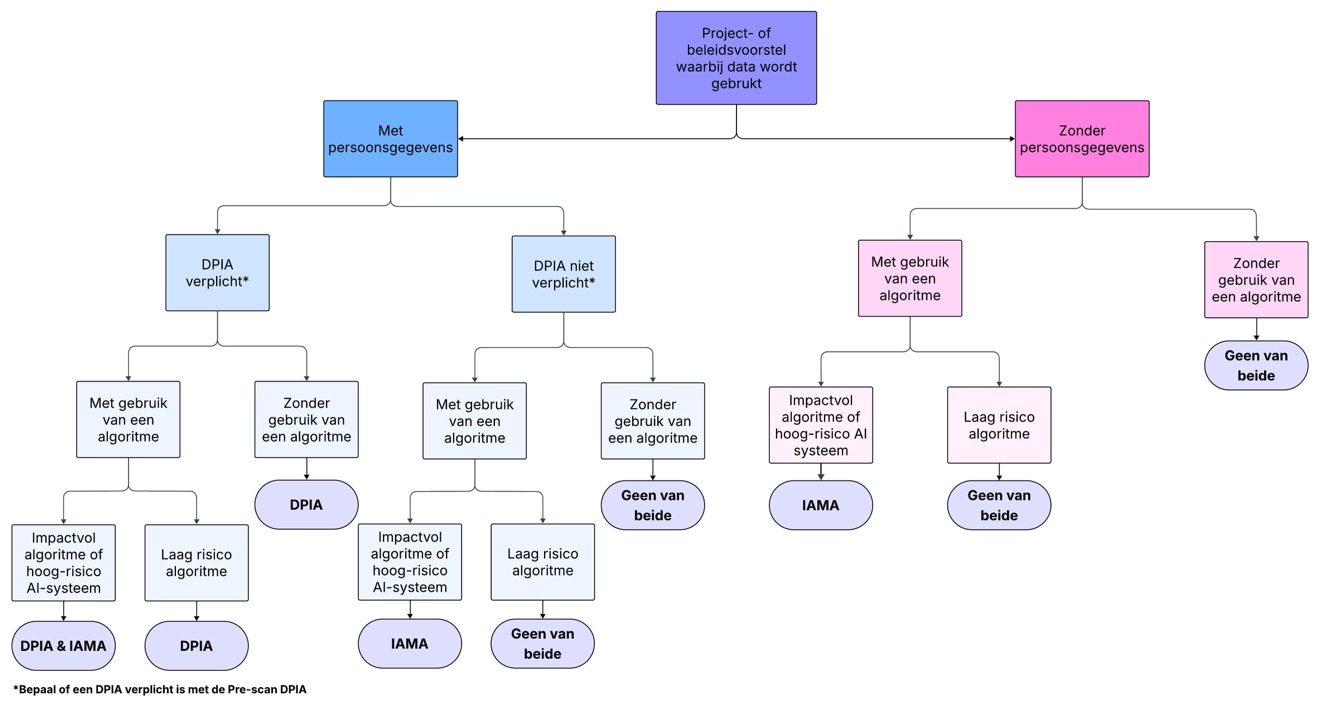 Project- of
beleidsvoorstel
waarbij data wordt
gebrukt
Met
persoonsgegevens
Zonder
persoonsgegevens
DPIA
verplicht*
DPIA niet
verplicht*
Met gebruik
van een
algoritme
Zonder
gebruik van
een algoritme
Geen van
beide
Met gebruik
van een
algoritme
Zonder
gebruik van
een algoritme
Met gebruik
van een
algoritme
Zonder
gebruik van
een algoritme
Impactvol
algoritme of
hoog-risico AI
systeem
Laag risico
algoritme
DPIA
Geen van
beide
IAMA
Geen van
beide
Impactvol
algoritme of
hoog-risico
AI-systeem
Laag risico
algoritme
Impactvol
algoritme of
hoog-risico
AI-systeem
Laag risico
algoritme
DPIA & IAMA
DPIA
IAMA
Geen van
beide
*Bepaal of een DPIA verplicht is met de Pre-scan DPIA